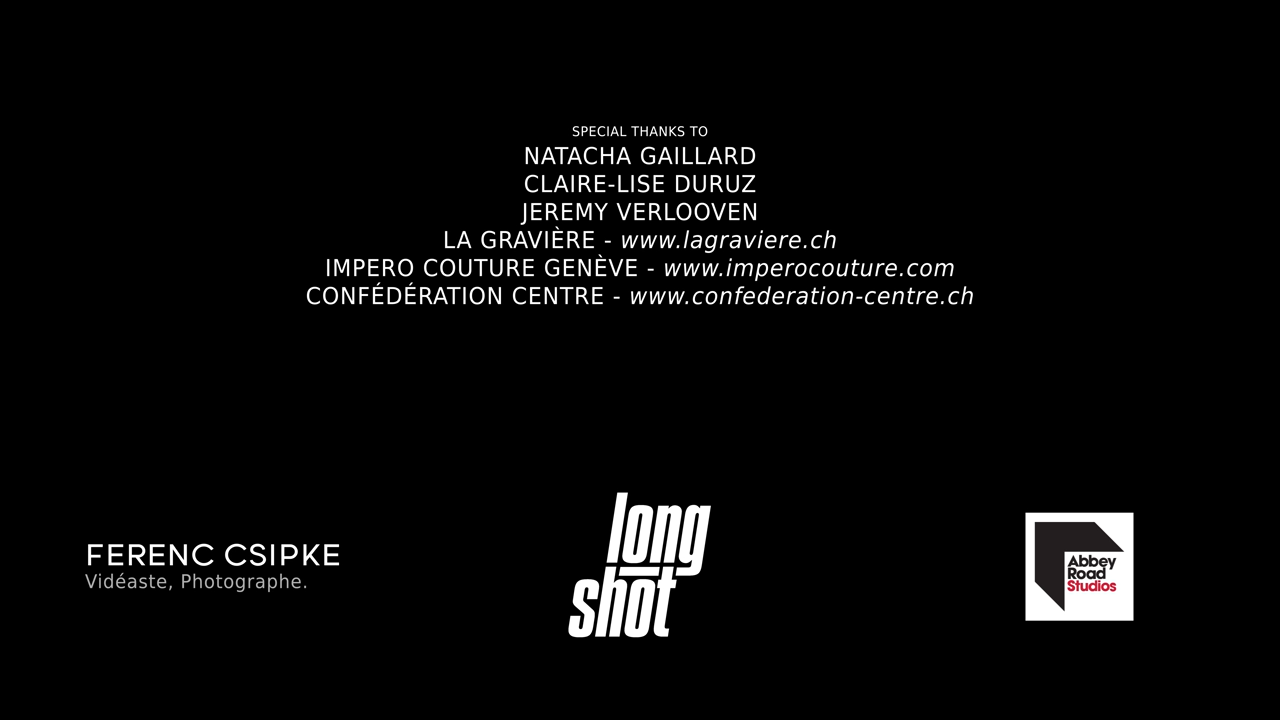 SPECIAL THANKS TO
NATACHA GAILLARD
CLAIRE-LISE DURUZ
JEREMY VERLOOVEN
LA GRAVIÈRE - www.lagraviere.ch
IMPERO COUTURE GENÈVE - www.imperocouture.com
CONFÉDÉRATION CENTRE - www.confederation-centre.ch
FERENC CSIPKE
Vidéaste, Photographe.
long
shot
Abbey
Road
Studios